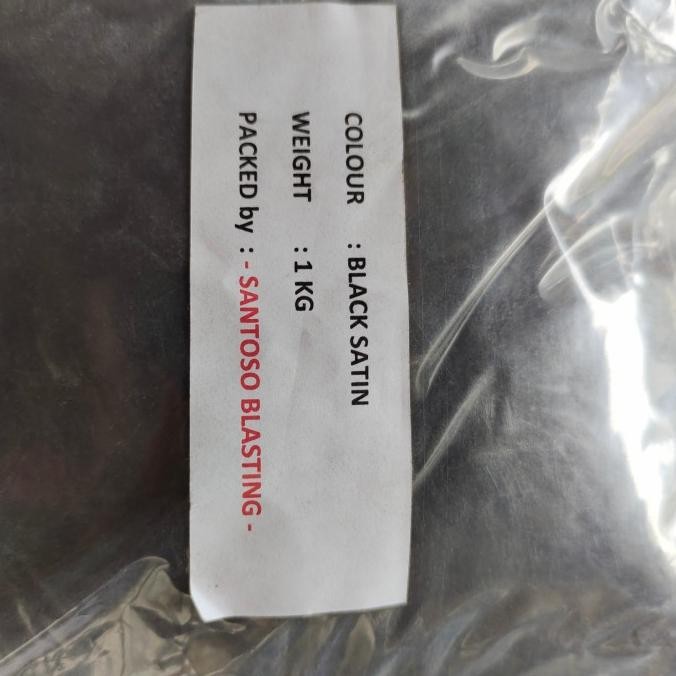 COLOUR : BLACK SATIN
WEIGHT : 1 KG
PACKED by : - SANTOSO BLASTING -